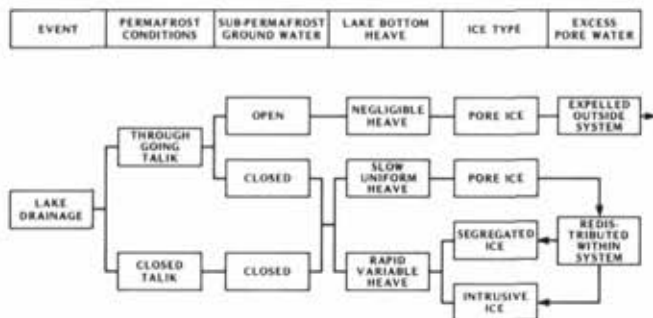 EVENT
PERMAFROST
CONDITIONS
SUB-PERMAFROST
GROUND WATER
LAKE BOTTOM
HEAVE
ICE TYPE
EXCESS
PORE WATER
OPEN
NEGLIGIBLE
HEAVE
PORE ICE
EXPELLED
OUTSIDE
SYSTEM
THROUGH
GOING
TALIK
CLOSED
SLOW
UNIFORM
HEAVE
PORE ICE
LAKE
DRAINAGE
SEGREGATED
ICE
REDIS-
TRIBUTED
WITHIN
SYSTEM
CLOSED
TALIK
CLOSED
RAPID
VARIABLE
HEAVE
INTRUSIVE
ICE